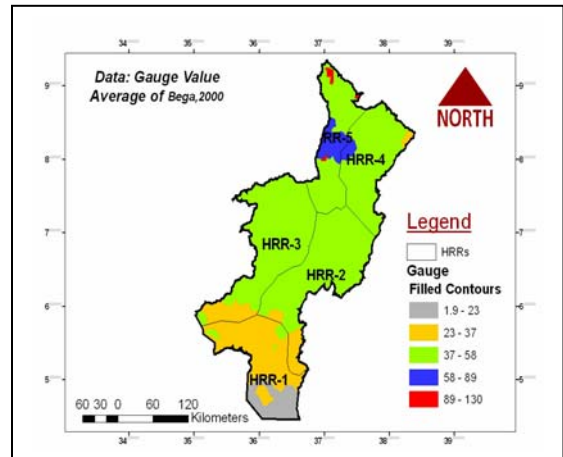 34 35 36 37 38 39
Data: Gauge Value
Average of Bega,2000
NORTH
9 9
8 8
7 7
6 6
5 5
RR-5
HRR-4
HRR-3
HRR-2
HRR-1
Legend
HRRs
Gauge
Filled Contours
1.9 - 23
23 - 37
37 - 58
58 - 89
89 - 130
60 30 0 60 120
Kilometers
34 35 36 37 38 39